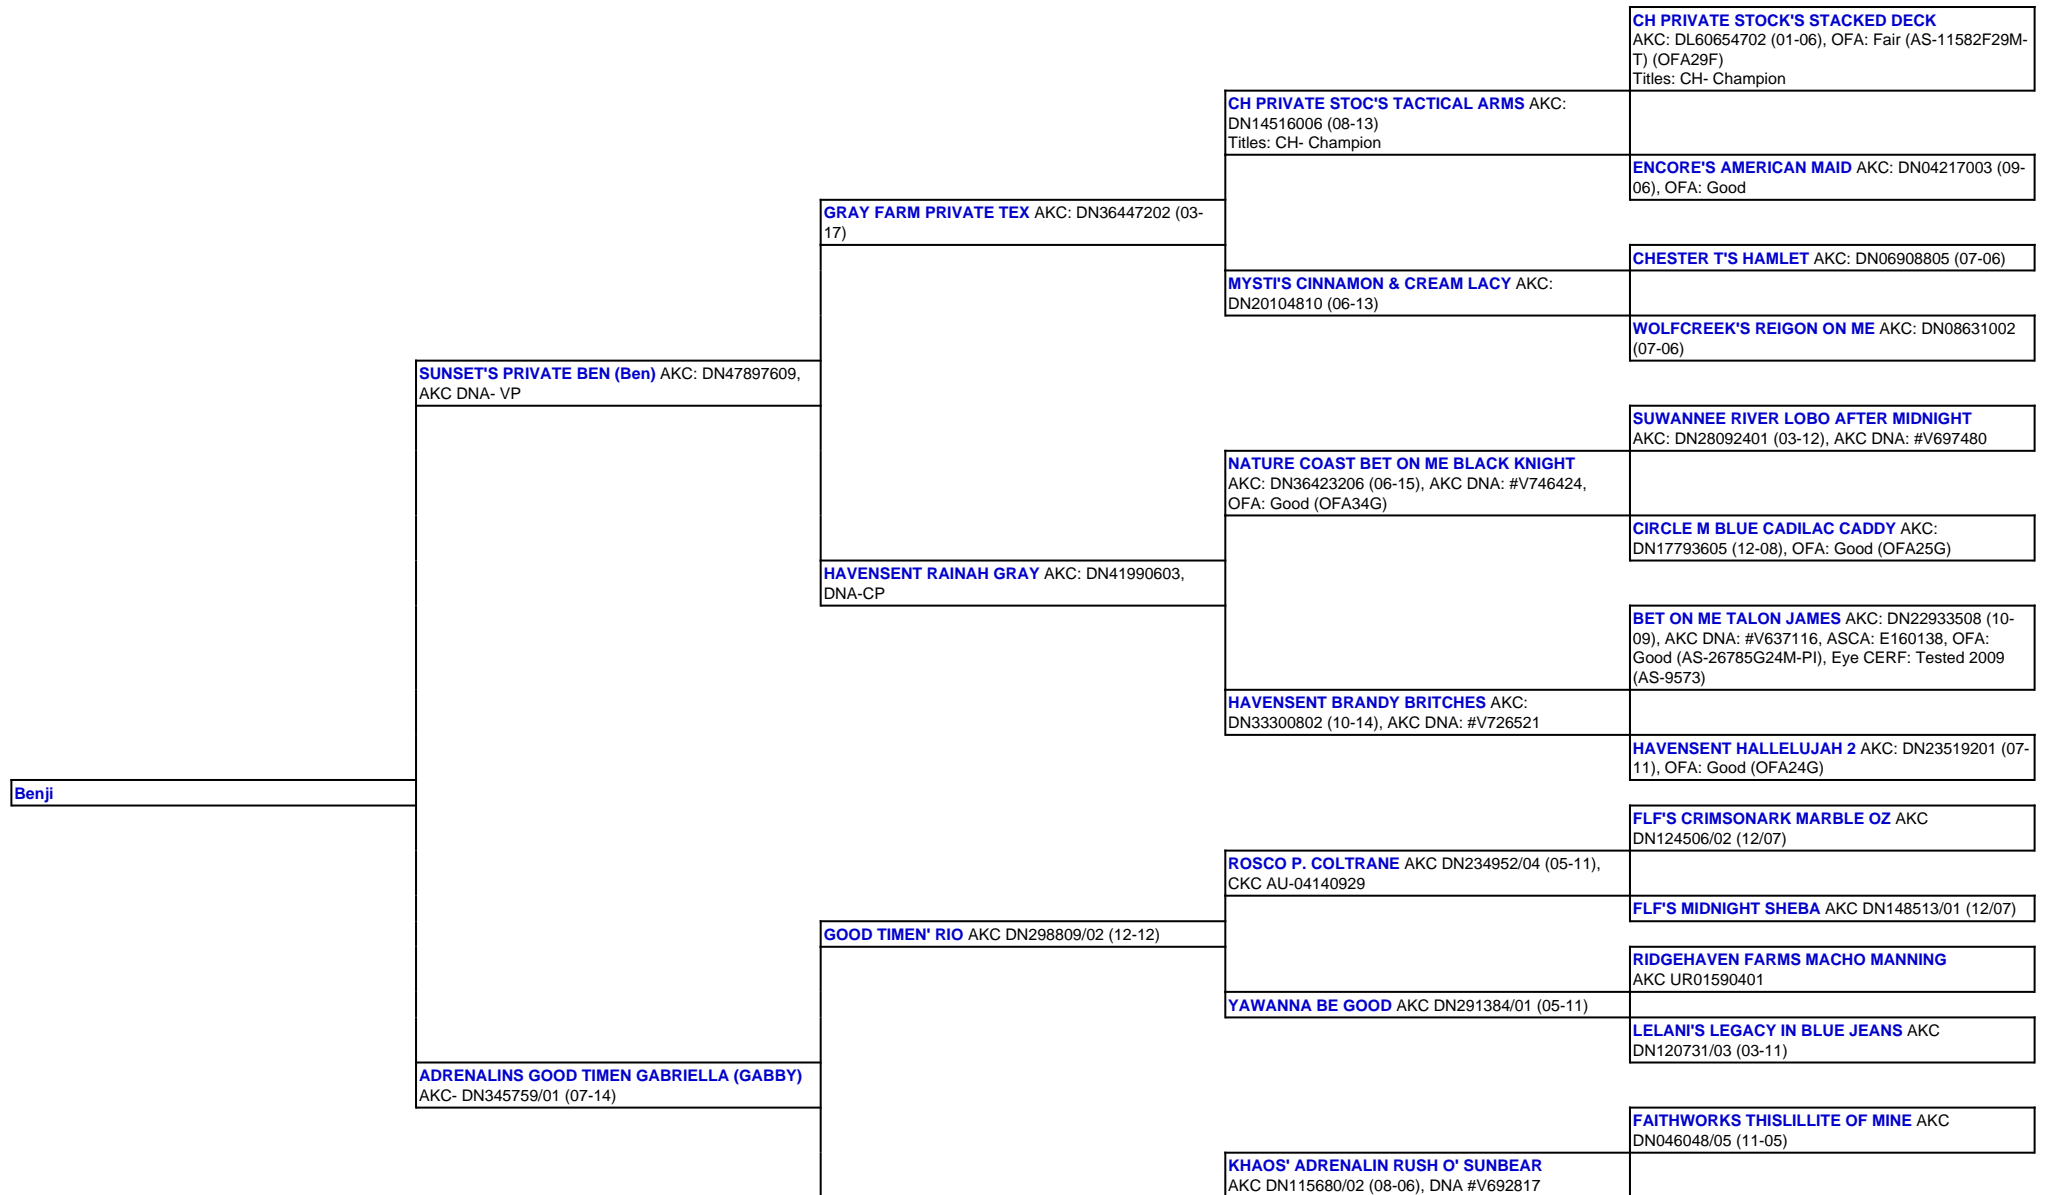 CH PRIVATE STOCK'S STACKED DECK
AKC: DL60654702 (01-06), OFA: Fair (AS-11582F29M-
T) (OFA29F)
Titles: CH- Champion
CH PRIVATE STOC'S TACTICAL ARMS AKC:
DN14516006 (08-13)
Titles: CH- Champion
ENCORE'S AMERICAN MAID AKC: DN04217003 (09-
06), OFA: Good
GRAY FARM PRIVATE TEX AKC: DN36447202 (03-
17)
CHESTER T'S HAMLET AKC: DN06908805 (07-06)
MYSTI'S CINNAMON & CREAM LACY AKC:
DN20104810 (06-13)
WOLFCREEK'S REIGON ON ME AKC: DN08631002
(07-06)
SUNSET'S PRIVATE BEN (Ben) AKC: DN47897609,
AKC DNA- VP
SUWANNEE RIVER LOBO AFTER MIDNIGHT
AKC: DN28092401 (03-12), AKC DNA: #V697480
NATURE COAST BET ON ME BLACK KNIGHT
AKC: DN36423206 (06-15), AKC DNA: #V746424,
OFA: Good (OFA34G)
CIRCLE M BLUE CADILAC CADDY AKC:
DN17793605 (12-08), OFA: Good (OFA25G)
HAVENSENT RAINAH GRAY AKC: DN41990603,
DNA-CP
BET ON ME TALON JAMES AKC: DN22933508 (10-
09), AKC DNA: #V637116, ASCA: E160138, OFA:
Good (AS-26785G24M-PI), Eye CERF: Tested 2009
(AS-9573)
HAVENSENT BRANDY BRITCHES AKC:
DN33300802 (10-14), AKC DNA: #V726521
HAVENSENT HALLELUJAH 2 AKC: DN23519201 (07-
11), OFA: Good (OFA24G)
Benji
FLF'S CRIMSONARK MARBLE OZ AKC
DN124506/02 (12/07)
ROSCO P. COLTRANE AKC DN234952/04 (05-11),
CKC AU-04140929
FLF'S MIDNIGHT SHEBA AKC DN148513/01 (12/07)
GOOD TIMEN' RIO AKC DN298809/02 (12-12)
RIDGEHAVEN FARMS MACHO MANNING
AKC UR01590401
YAWANNA BE GOOD AKC DN291384/01 (05-11)
LELANI'S LEGACY IN BLUE JEANS AKC
DN120731/03 (03-11)
ADRENALINS GOOD TIMEN GABRIELLA (GABBY)
AKC- DN345759/01 (07-14)
FAITHWORKS THISLILLITE OF MINE AKC
DN046048/05 (11-05)
KHAOS' ADRENALIN RUSH O' SUNBEAR
AKC DN115680/02 (08-06), DNA #V692817